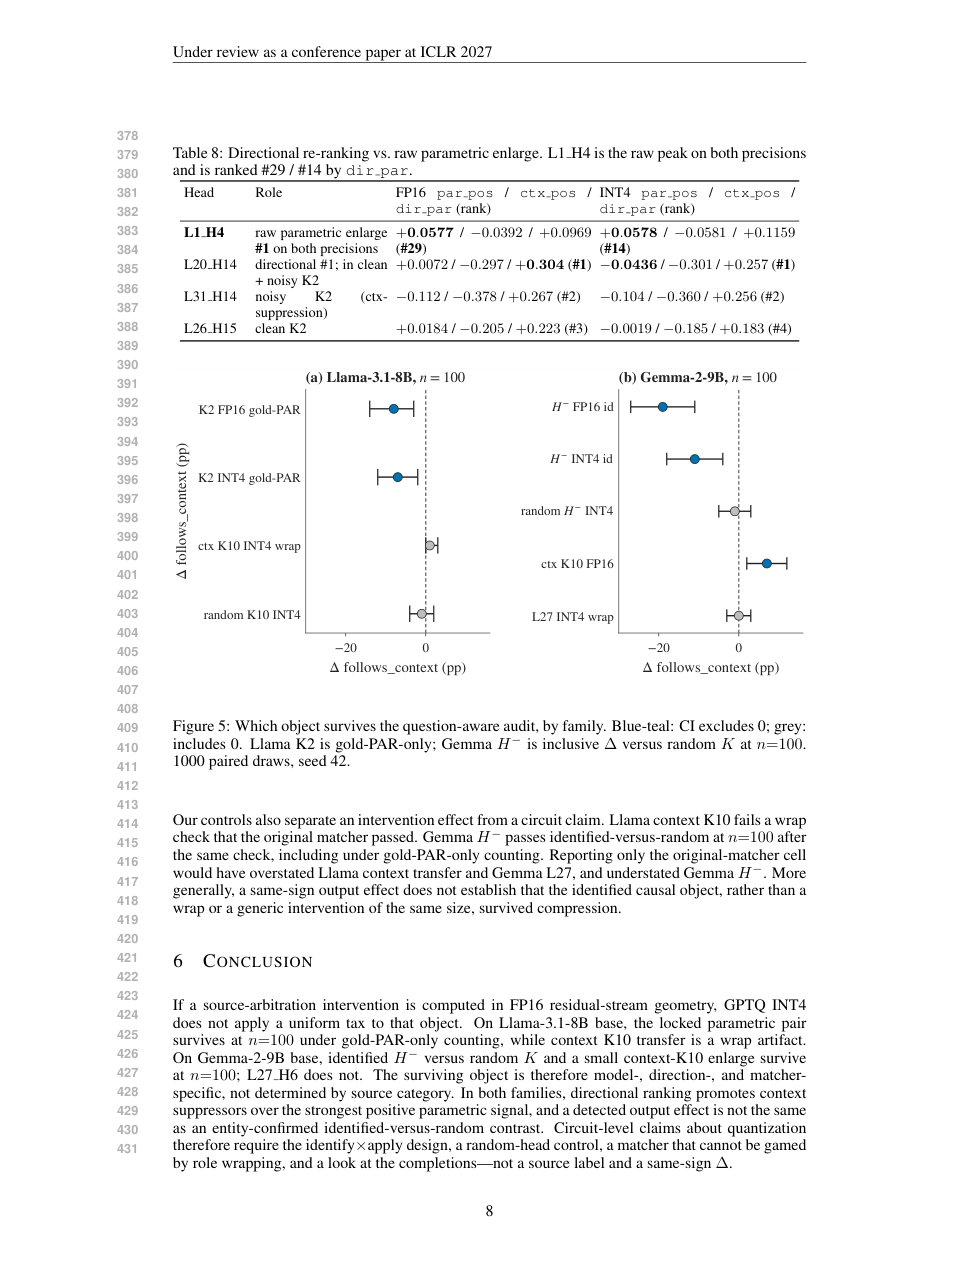 Under review as a conference paper at ICLR 2027
378
379
380
381
382
383
384
385
386
387
388
389
390
391
392
393
394
395
396
397
398
399
400
401
402
403
404
405
406
407
408
409
410
411
412
413
414
415
416
417
418
419
420
421
422
423
424
425
426
427
428
429
430
431
Table 8: Directional re-ranking vs. raw parametric enlarge. L1_H4 is the raw peak on both precisions
and is ranked #29 / #14 by dir_par.
Head Role FP16 par_pos / ctx_pos / INT4 par_pos / ctx_pos /
dir_par (rank) dir_par (rank)
L1_H4 raw parametric enlarge +0.0577 / −0.0392 / +0.0969 +0.0578 / −0.0581 / +0.1159
#1 on both precisions (#29) (#14)
L20_H14 directional #1; in clean +0.0072 / −0.297 / +0.304 (#1) −0.0436 / −0.301 / +0.257 (#1)
+ noisy K2
L31_H14 noisy K2 (ctx- −0.112 / −0.378 / +0.267 (#2) −0.104 / −0.360 / +0.256 (#2)
suppression)
L26_H15 clean K2 +0.0184 / −0.205 / +0.223 (#3) −0.0019 / −0.185 / +0.183 (#4)
(a) Llama-3.1-8B, n = 100
Δ follows_context (pp)
K2 FP16 gold-PAR
K2 INT4 gold-PAR
ctx K10 INT4 wrap
random K10 INT4
−20 0
Δ follows_context (pp)
(b) Gemma-2-9B, n = 100
H⁻ FP16 id
H⁻ INT4 id
random H⁻ INT4
ctx K10 FP16
L27 INT4 wrap
−20 0
Δ follows_context (pp)
Figure 5: Which object survives the question-aware audit, by family. Blue-teal: CI excludes 0; grey:
includes 0. Llama K2 is gold-PAR-only; Gemma H⁻ is inclusive Δ versus random K at n=100.
1000 paired draws, seed 42.
Our controls also separate an intervention effect from a circuit claim. Llama context K10 fails a wrap
check that the original matcher passed. Gemma H⁻ passes identified-versus-random at n=100 after
the same check, including under gold-PAR-only counting. Reporting only the original-matcher cell
would have overstated Llama context transfer and Gemma L27, and understated Gemma H⁻. More
generally, a same-sign output effect does not establish that the identified causal object, rather than a
wrap or a generic intervention of the same size, survived compression.
6 CONCLUSION
If a source-arbitration intervention is computed in FP16 residual-stream geometry, GPTQ INT4
does not apply a uniform tax to that object. On Llama-3.1-8B base, the locked parametric pair
survives at n=100 under gold-PAR-only counting, while context K10 transfer is a wrap artifact.
On Gemma-2-9B base, identified H⁻ versus random K and a small context-K10 enlarge survive
at n=100; L27_H6 does not. The surviving object is therefore model-, direction-, and matcher-
specific, not determined by source category. In both families, directional ranking promotes context
suppressors over the strongest positive parametric signal, and a detected output effect is not the same
as an entity-confirmed identified-versus-random contrast. Circuit-level claims about quantization
therefore require the identify×apply design, a random-head control, a matcher that cannot be gamed
by role wrapping, and a look at the completions—not a source label and a same-sign Δ.
8